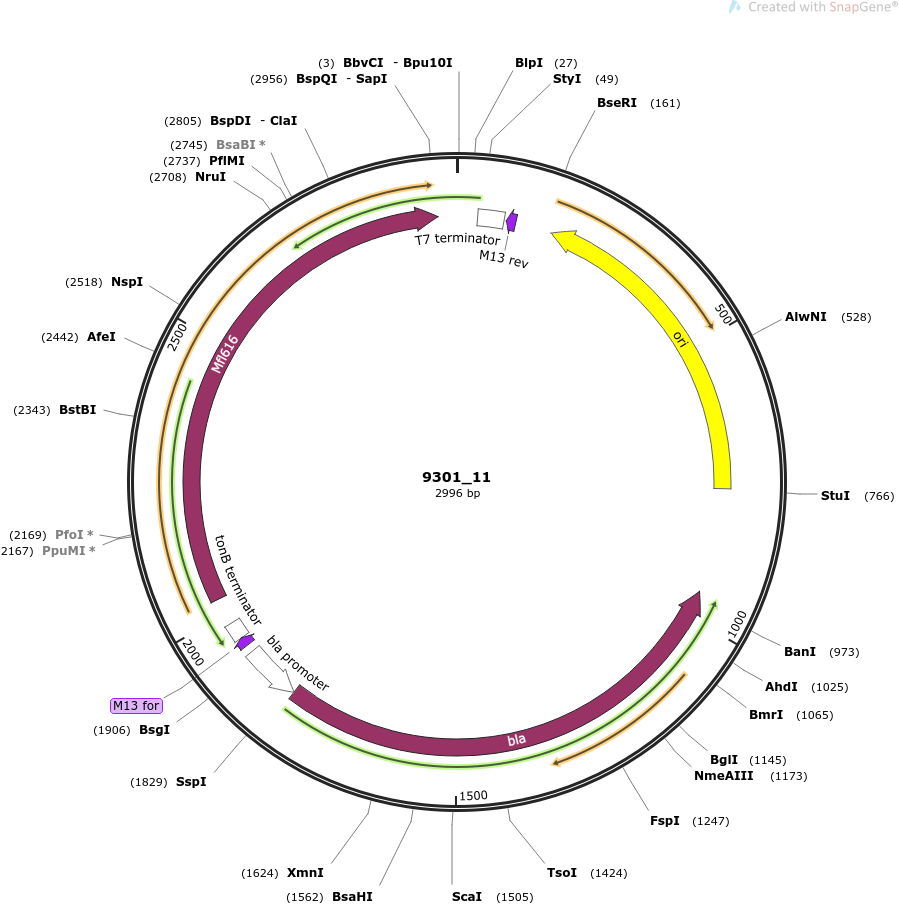 Created with SnapGene®
(3) BbvCI - Bpu10I
(2956) BspQI - SapI
BlpI (27)
StyI (49)
BseRI (161)
(2805) BspDI - ClaI
(2745) BsaBI *
(2737) PflMI
(2708) NruI
T7 terminator
M13 rev
(2518) NspI
2500
500
AlwNI (528)
(2442) AfeI
Mfl616
ori
(2343) BstBI
9301_11
2996 bp
StuI (766)
(2169) PfoI *
2167) PpuMI *
tonB terminator
1000
2000
bla promoter
BanI (973)
AhdI (1025)
M13 for
BmrI (1065)
(1906) BsgI
bla
BglI (1145)
NmeAIII (1173)
(1829) SspI
1500
FspI (1247)
(1624) XmnI
TsoI (1424)
(1562) BsaHI
ScaI (1505)